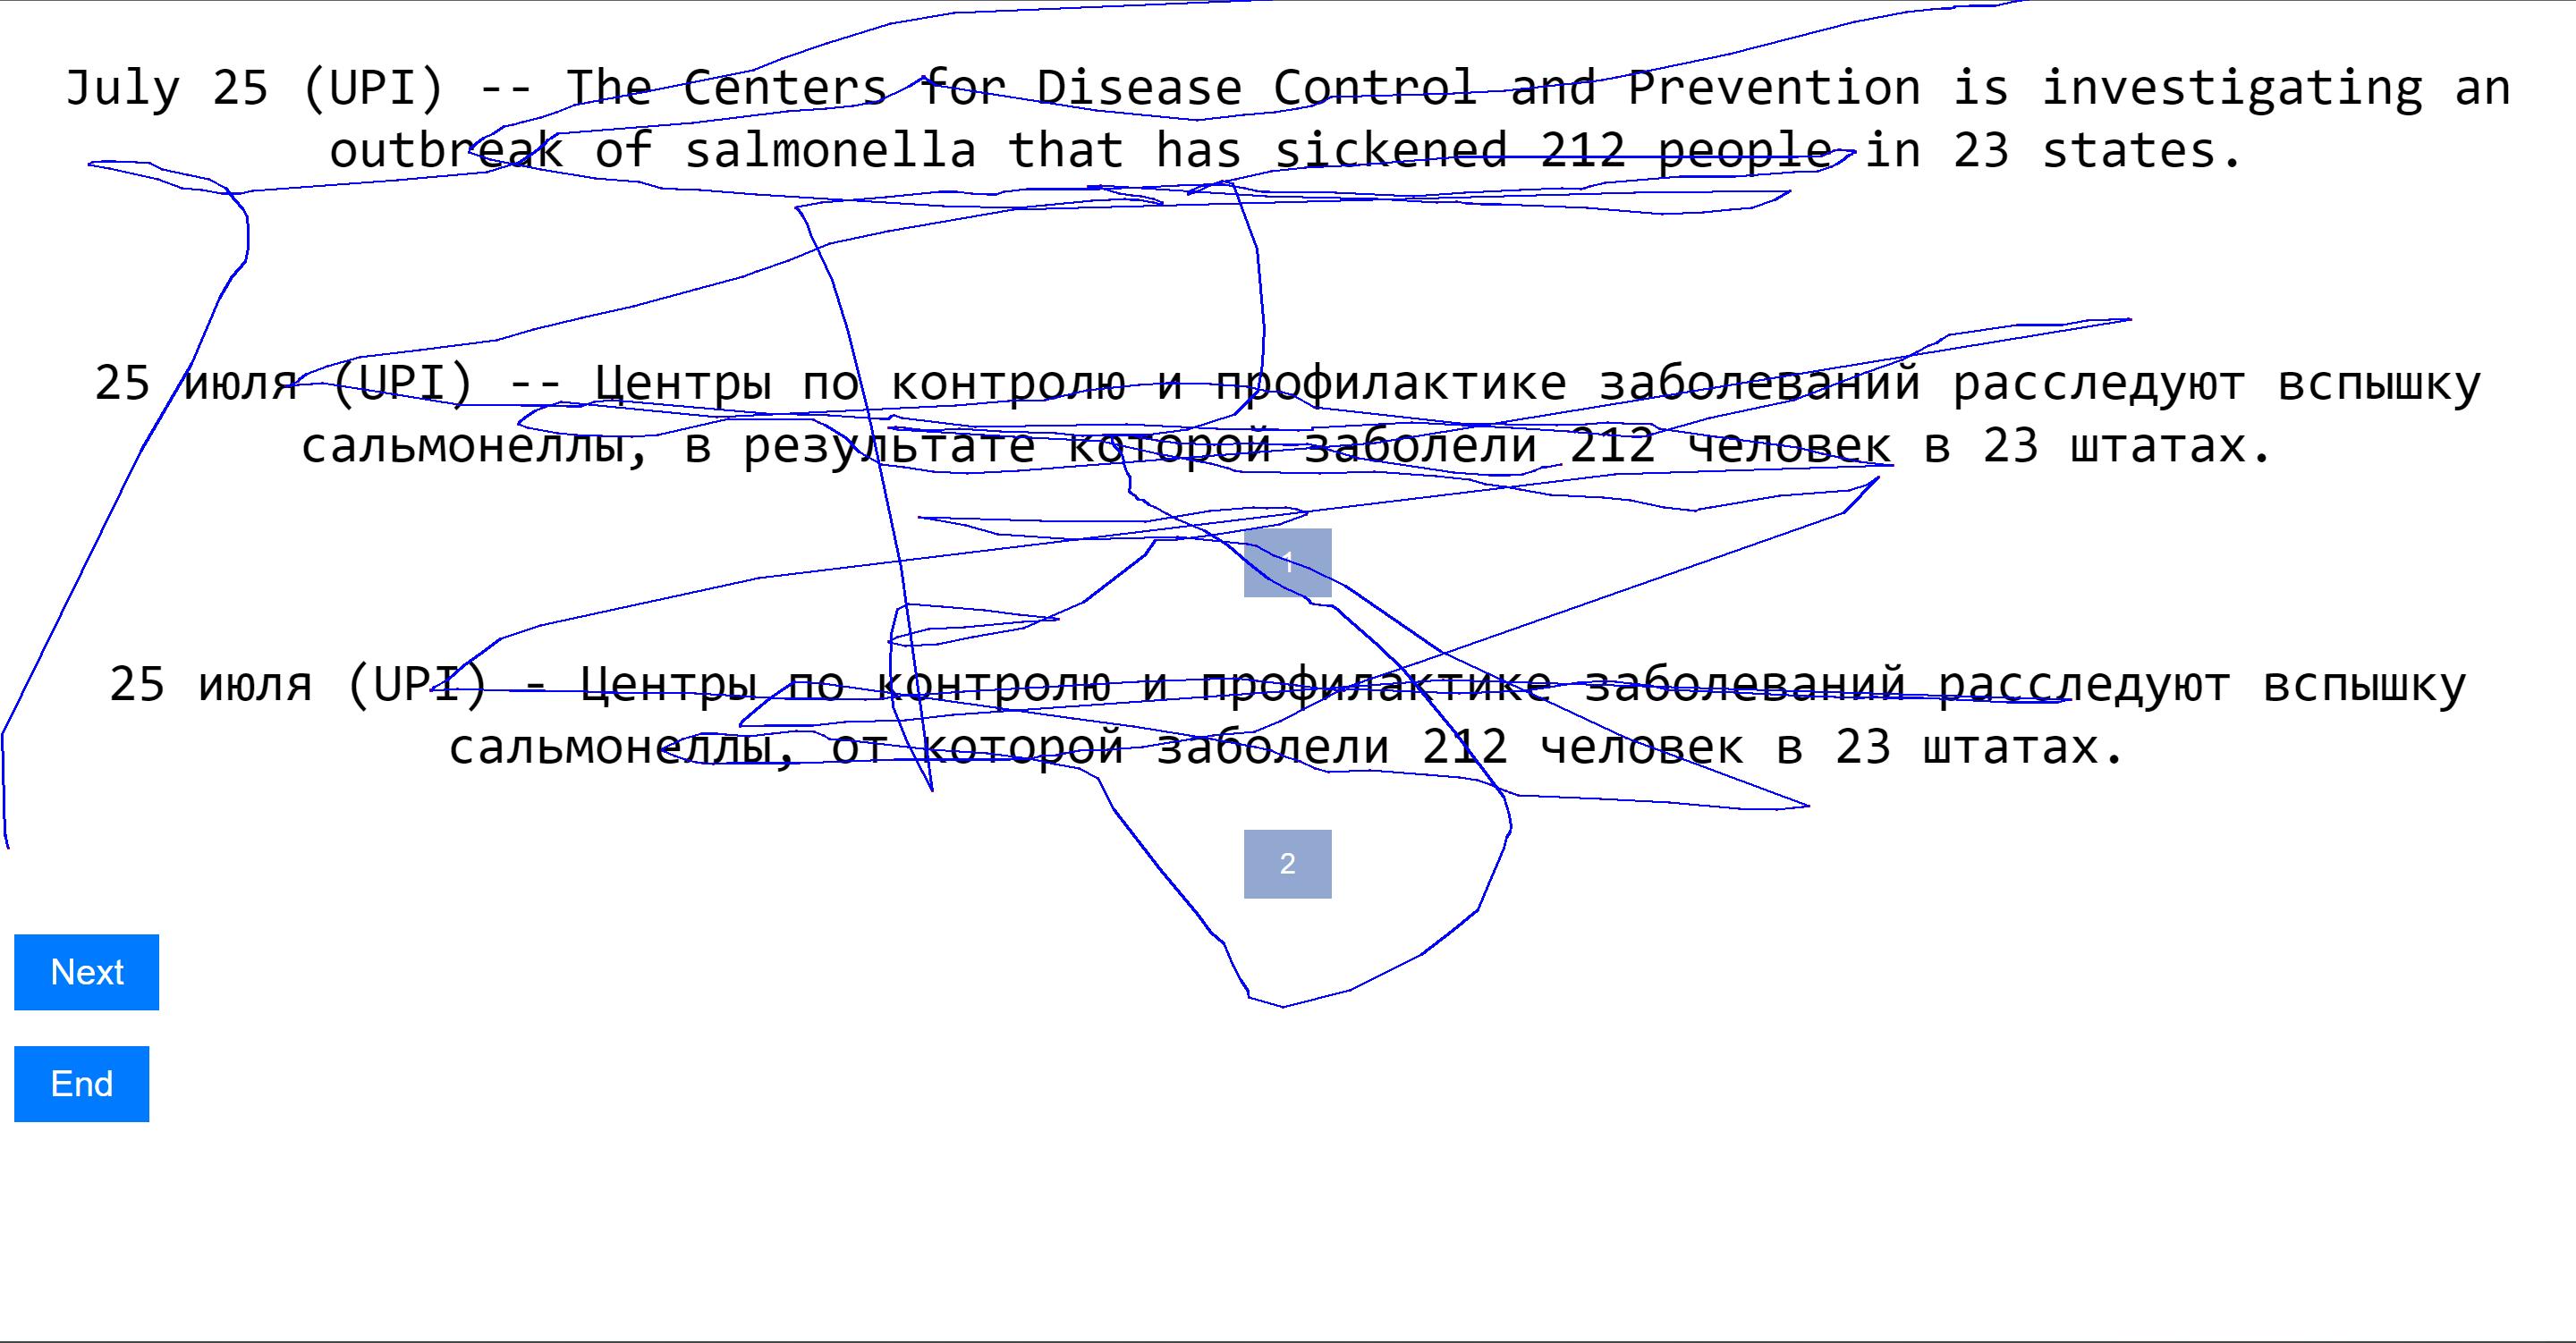 July 25 (UPI) -- The Centers for Disease Control and Prevention is investigating an
outbreak of salmonella that has sickened 212 people in 23 states.
25 июля (UPI) -- Центры по контролю и профилактике заболеваний расследуют вспышку
сальмонеллы, в результате которой заболели 212 человек в 23 штатах.
1
25 июля (UPI) - Центры по контролю и профилактике заболеваний расследуют вспышку
сальмонеллы, от которой заболели 212 человек в 23 штатах.
2
Next
End